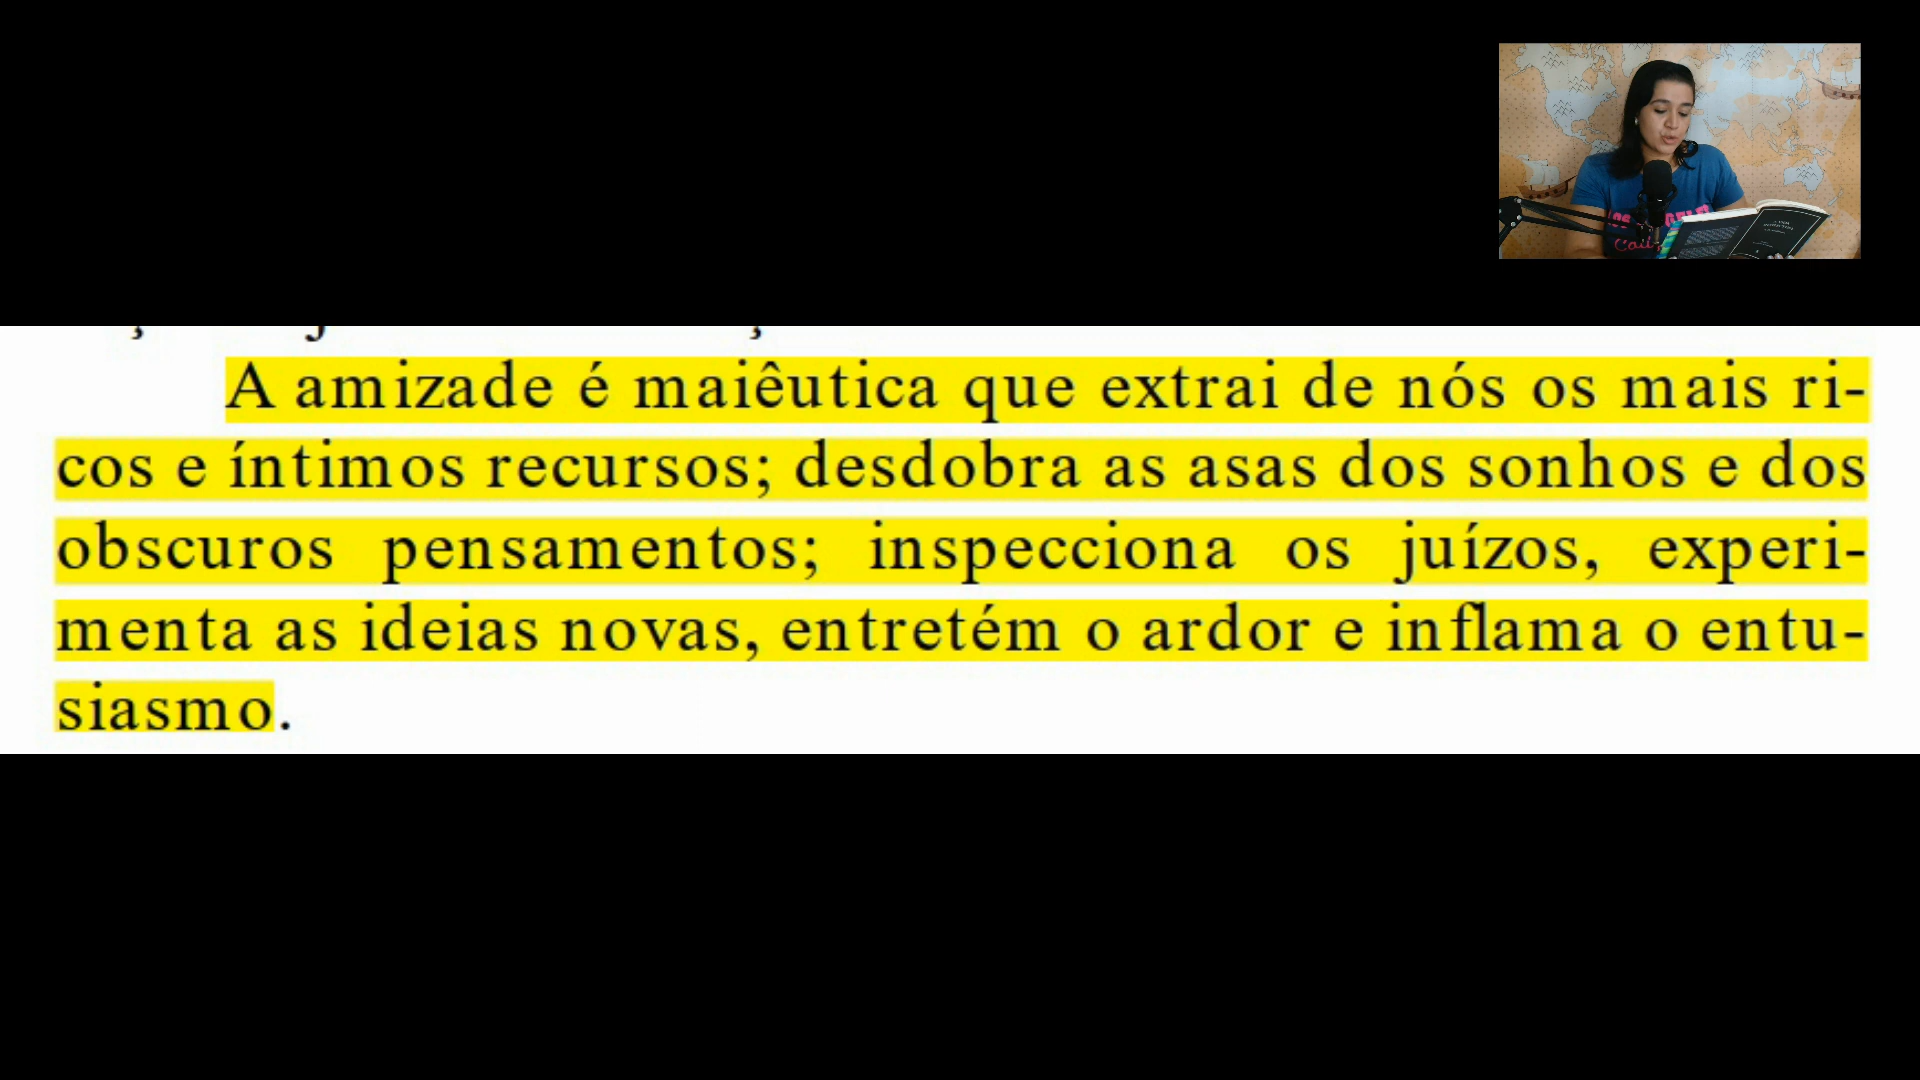 A amizade é maiêutica que extrai de nós os mais ri-
cos e íntimos recursos; desdobra as asas dos sonhos e dos
obscuros pensamentos; inspecciona os juízos, experi-
menta as ideias novas, entretém o ardor e inflama o entu-
siasmo.